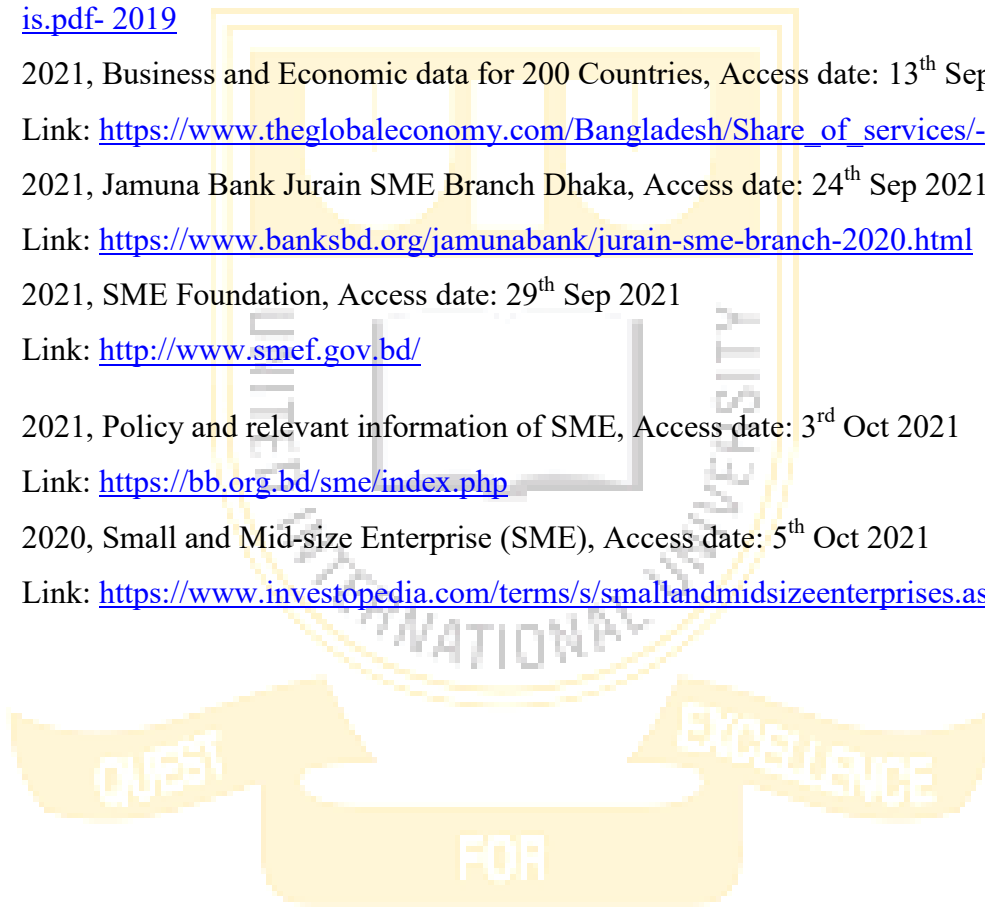 is.pdf- 2019
2021, Business and Economic data for 200 Countries, Access date: 13th Sep
Link: https://www.theglobaleconomy.com/Bangladesh/Share_of_services/-
2021, Jamuna Bank Jurain SME Branch Dhaka, Access date: 24th Sep 2021
Link: https://www.banksbd.org/jamunabank/jurain-sme-branch-2020.html
2021, SME Foundation, Access date: 29th Sep 2021
Link: http://www.smef.gov.bd/
2021, Policy and relevant information of SME, Access date: 3rd Oct 2021
Link: https://bb.org.bd/sme/index.php
2020, Small and Mid-size Enterprise (SME), Access date: 5th Oct 2021
Link: https://www.investopedia.com/terms/s/smallandmidsizeenterprises.as
UIU
UNITED INTERNATIONAL UNIVERSITY
QUEST FOR EXCELLENCE